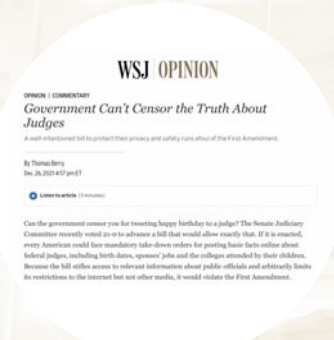 WSJ OPINION
OPINION | COMMENTARY
Government Can't Censor the Truth About
Judges
A well-intentioned bill to protect their privacy and safety runs afoul of the First Amendment.
By Thomas Berry
Dec. 26, 2021 4:57 pm ET
Listen to article (3 minutes)
Can the government censor you for tweeting happy birthday to a judge? The Senate Judiciary
Committee recently voted 21-0 to advance a bill that would allow exactly that. If it is enacted,
every American could face mandatory take-down orders for posting basic facts online about
federal judges, including birth dates, spouses' jobs and the colleges attended by their children.
Because the bill stifles access to relevant information about public officials and arbitrarily limits
its restrictions to the internet but not other media, it would violate the First Amendment.